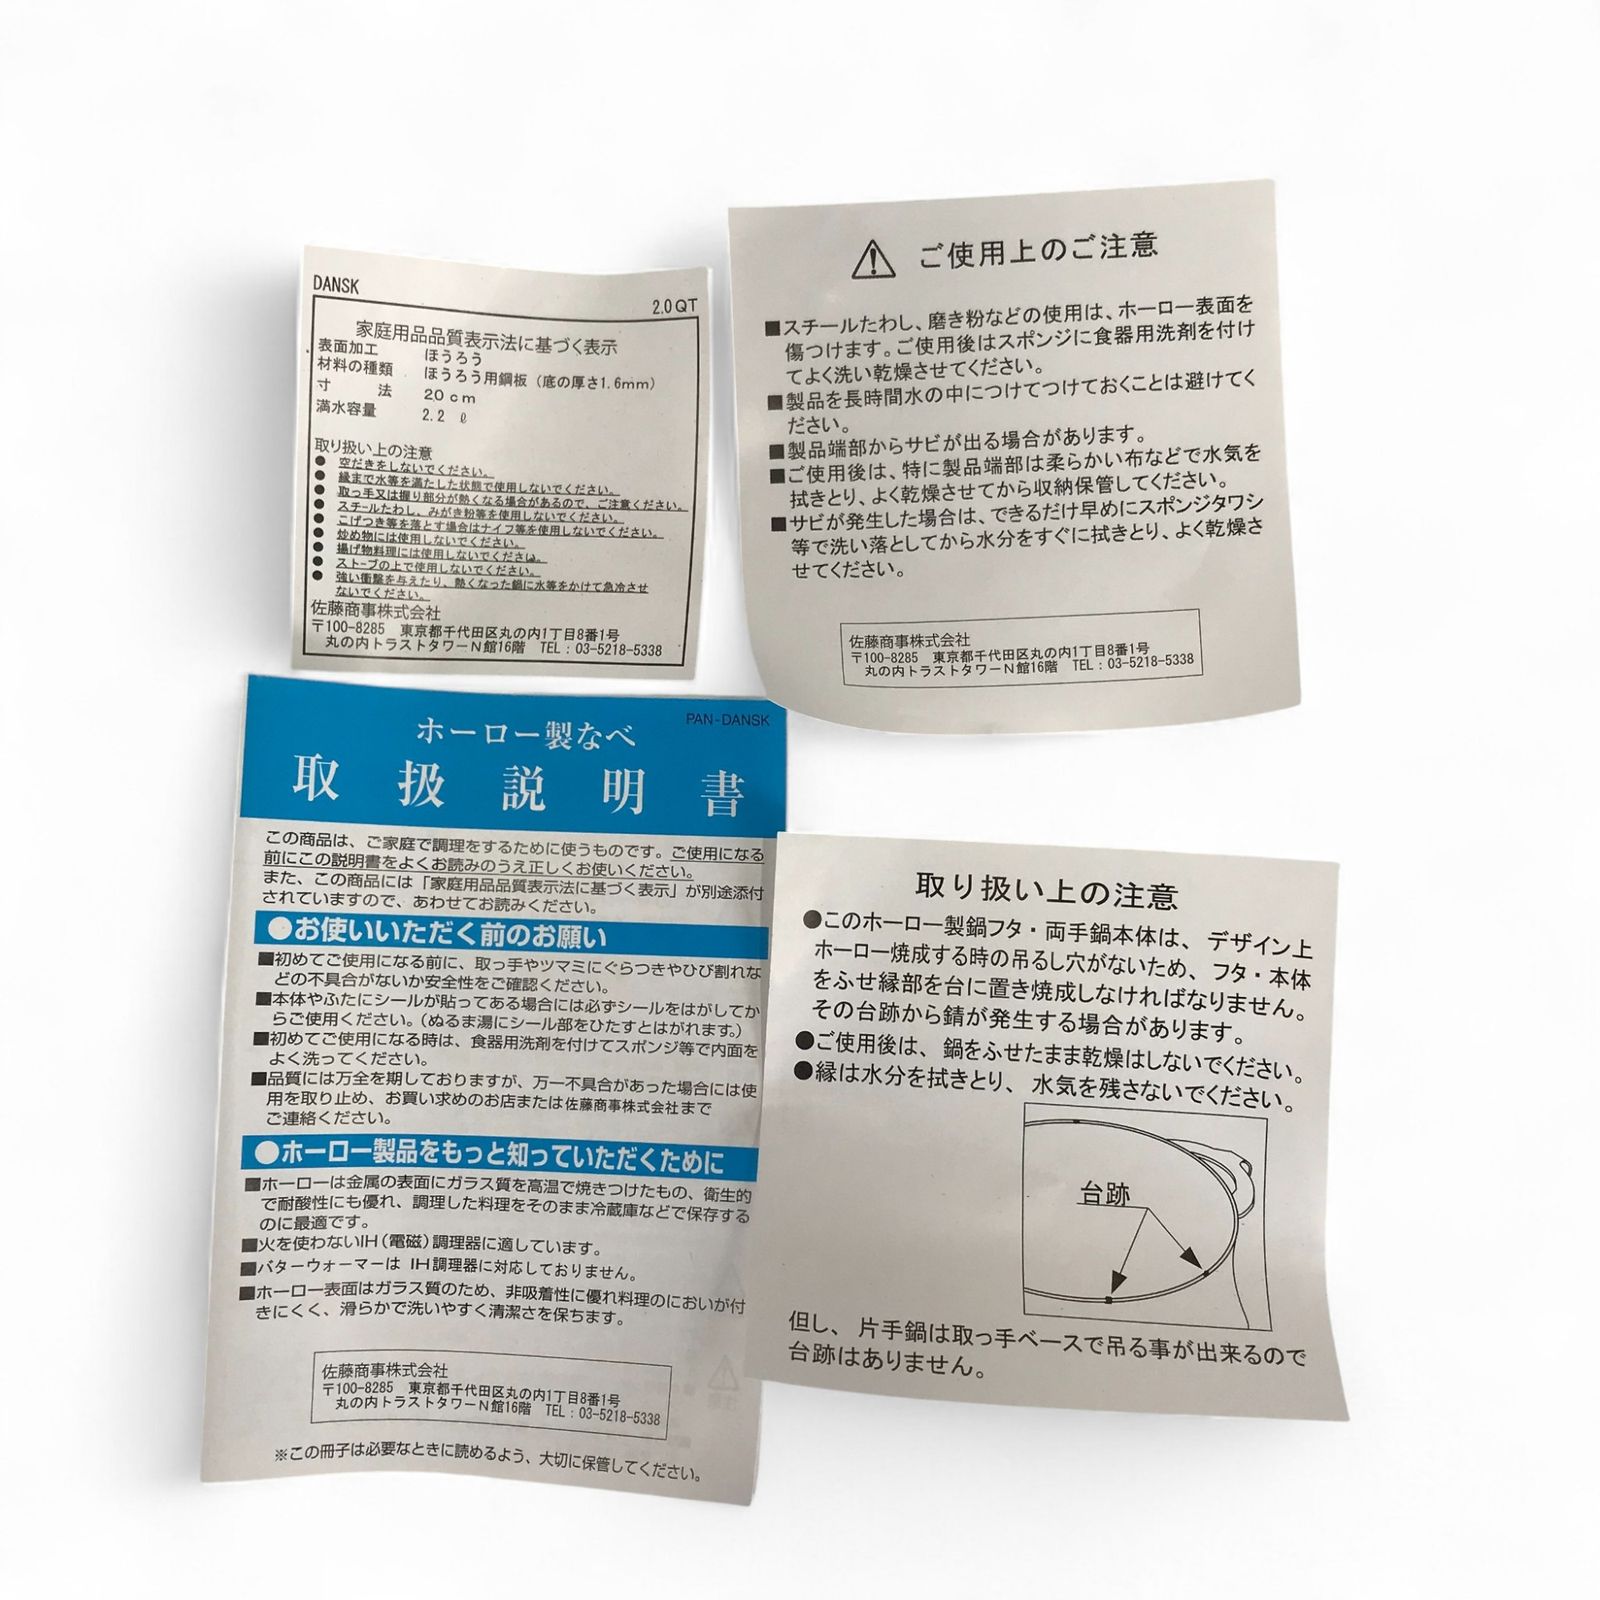 DANSK
2.0QT
家庭用品品質表示法に基づく表示
表面加工 ほうろう
材料の種類 ほうろう用鋼板（底の厚さ1.6mm）
寸　　法 20cm
満水容量 2.2 ℓ
取り扱い上の注意
●空だきをしないでください。
●縁まで水等を満たした状態で使用しないでください。
●取っ手又は握り部分が熱くなる場合があるので、ご注意ください。
●スチールたわし、みがき粉等を使用しないでください。
●こげつき等を落とす場合はナイフ等を使用しないでください。
●炒め物には使用しないでください。
●揚げ物料理には使用しないでください。
●ストーブの上で使用しないでください。
●強い衝撃を与えたり、熱くなった鍋に水等をかけて急冷させ
ないでください。
佐藤商事株式会社
〒100-8285　東京都千代田区丸の内1丁目8番1号
丸の内トラストタワーN館16階　TEL：03-5218-5338
⚠ ご使用上のご注意
■スチールたわし、磨き粉などの使用は、ホーロー表面を
傷つけます。ご使用後はスポンジに食器用洗剤を付け
てよく洗い乾燥させてください。
■製品を長時間水の中につけてつけておくことは避けてく
ださい。
■製品端部からサビが出る場合があります。
■ご使用後は、特に製品端部は柔らかい布などで水気を
拭きとり、よく乾燥させてから収納保管してください。
■サビが発生した場合は、できるだけ早めにスポンジタワシ
等で洗い落としてから水分をすぐに拭きとり、よく乾燥さ
せてください。
佐藤商事株式会社
〒100-8285　東京都千代田区丸の内1丁目8番1号
丸の内トラストタワーN館16階　TEL：03-5218-5338
PAN-DANSK
ホーロー製なべ
取扱説明書
この商品は、ご家庭で調理をするために使うものです。ご使用になる
前にこの説明書をよくお読みのうえ正しくお使いください。
また、この商品には「家庭用品品質表示法に基づく表示」が別途添付
されていますので、あわせてお読みください。
●お使いいただく前のお願い
■初めてご使用になる前に、取っ手やツマミにぐらつきやひび割れな
どの不具合がないか安全性をご確認ください。
■本体やふたにシールが貼ってある場合には必ずシールをはがしてか
らご使用ください。（ぬるま湯にシール部をひたすとはがれます。）
■初めてご使用になる時は、食器用洗剤を付けてスポンジ等で内面を
よく洗ってください。
■品質には万全を期しておりますが、万一不具合があった場合には使
用を取り止め、お買い求めのお店または佐藤商事株式会社まで
ご連絡ください。
●ホーロー製品をもっと知っていただくために
■ホーローは金属の表面にガラス質を高温で焼きつけたもの、衛生的
で耐酸性にも優れ、調理した料理をそのまま冷蔵庫などで保存する
のに最適です。
■火を使わないIH（電磁）調理器に適しています。
■バターウォーマーは IH調理器に対応しておりません。
■ホーロー表面はガラス質のため、非吸着性に優れ料理のにおいが付
きにくく、滑らかで洗いやすく清潔さを保ちます。
佐藤商事株式会社
〒100-8285　東京都千代田区丸の内1丁目8番1号
丸の内トラストタワーN館16階　TEL：03-5218-5338
※この冊子は必要なときに読めるよう、大切に保管してください。
取り扱い上の注意
●このホーロー製鍋フタ・両手鍋本体は、デザイン上
ホーロー焼成する時の吊るし穴がないため、フタ・本体
をふせ縁部を台に置き焼成しなければなりません。
その台跡から錆が発生する場合があります。
●ご使用後は、鍋をふせたまま乾燥はしないでください。
●縁は水分を拭きとり、水気を残さないでください。
台跡
但し、片手鍋は取っ手ベースで吊る事が出来るので
台跡はありません。